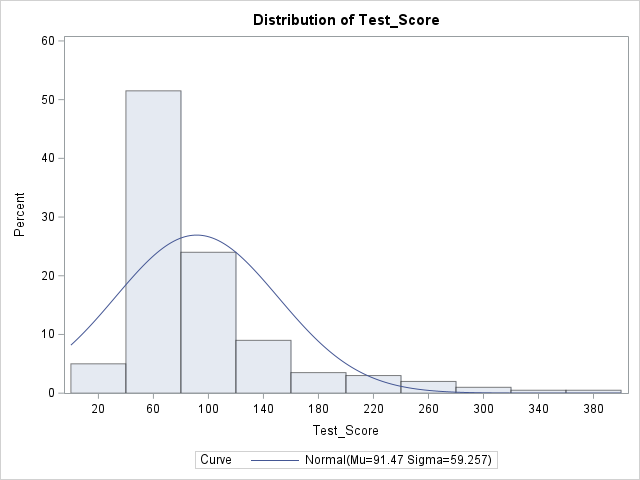 Distribution of Test_Score
60
50
40
30
20
10
0
Percent
20 60 100 140 180 220 260 300 340 380
Test_Score
Curve Normal(Mu=91.47 Sigma=59.257)